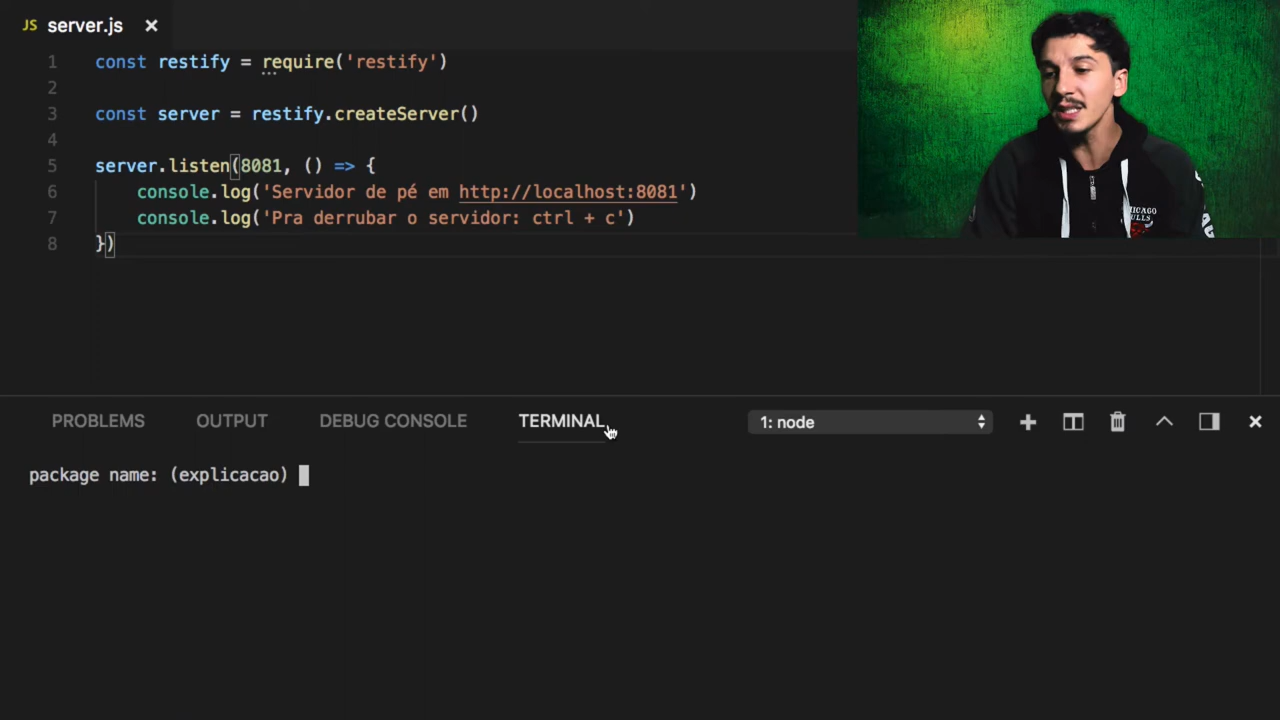 JS server.js ×
1 const restify = require('restify')
2
3 const server = restify.createServer()
4
5 server.listen(8081, () => {
6 console.log('Servidor de pé em http://localhost:8081')
7 console.log('Pra derrubar o servidor: ctrl + c')
8 })
CHICAGO
BULLS
PROBLEMS OUTPUT DEBUG CONSOLE TERMINAL 1: node
package name: (explicacao)